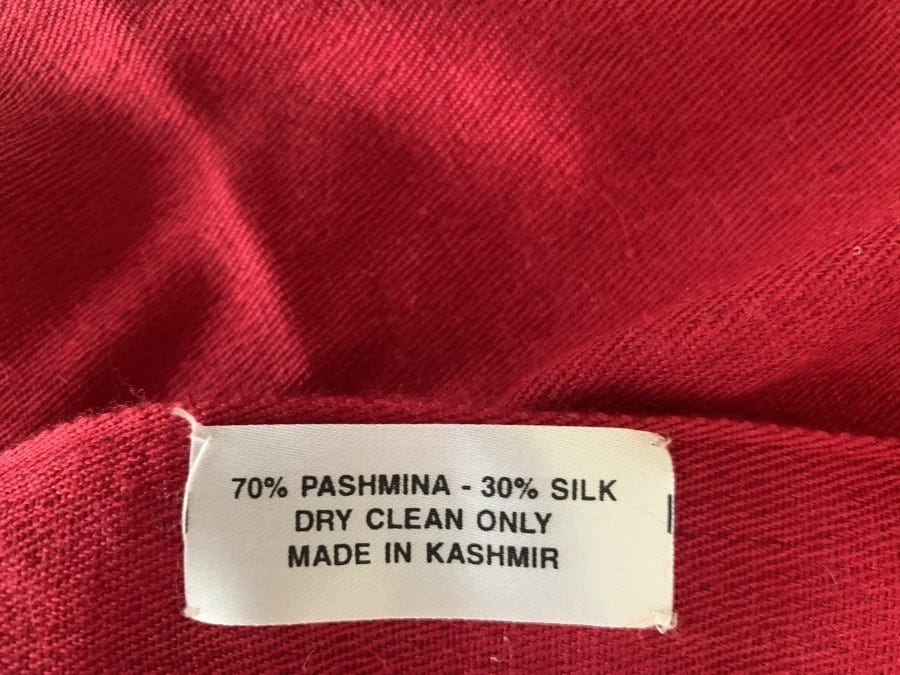 70% PASHMINA - 30% SILK
DRY CLEAN ONLY
MADE IN KASHMIR